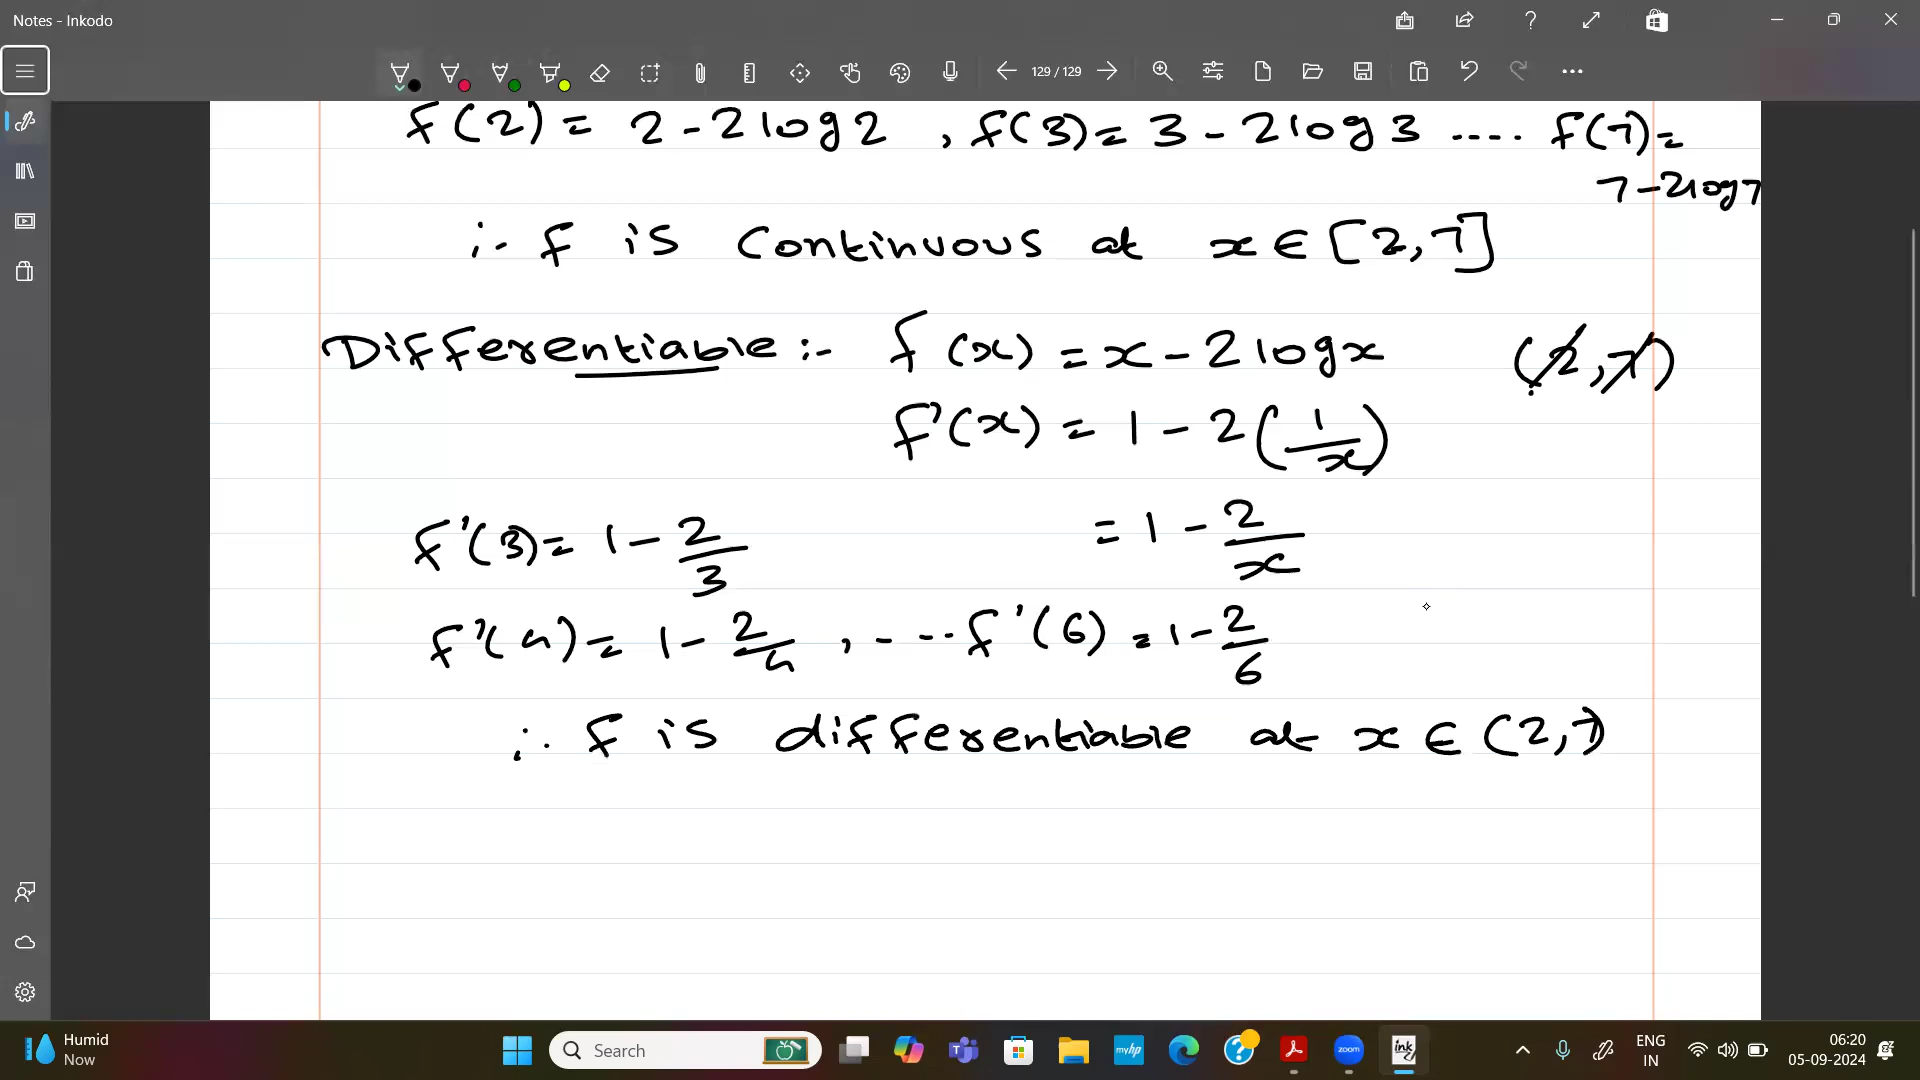 Notes - Inkodo
129 / 129
f(2) = 2 - 2 log 2 , f(3) = 3 - 2 log 3 .... f(7) =
7 - 2 log 7
∴ f is continuous at x ∈ [2, 7]
Differentiable :- f(x) = x - 2 log x (2, 7)
f'(x) = 1 - 2(1/x)
f'(3) = 1 - 2/3 = 1 - 2/x
f'(4) = 1 - 2/4 , - --- f'(6) = 1 - 2/6
∴ f is differentiable at x ∈ (2, 7)
Humid
Now
Search
myhp
zoom
ink
ENG
IN
06:20
05-09-2024